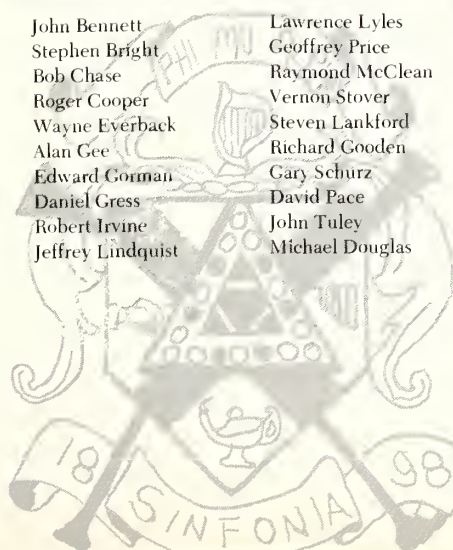 John Bennett
Stephen Bright
Bob Chase
Roger Cooper
Wayne Everback
Alan Gee
Edward Gorman
Daniel Gress
Robert Irvine
Jeffrey Lindquist
Lawrence Lyles
Geoffrey Price
Raymond McClean
Vernon Stover
Steven Lankford
Richard Gooden
Gary Schurz
David Pace
John Tuley
Michael Douglas
PHI MU
18 98
SINFONIA